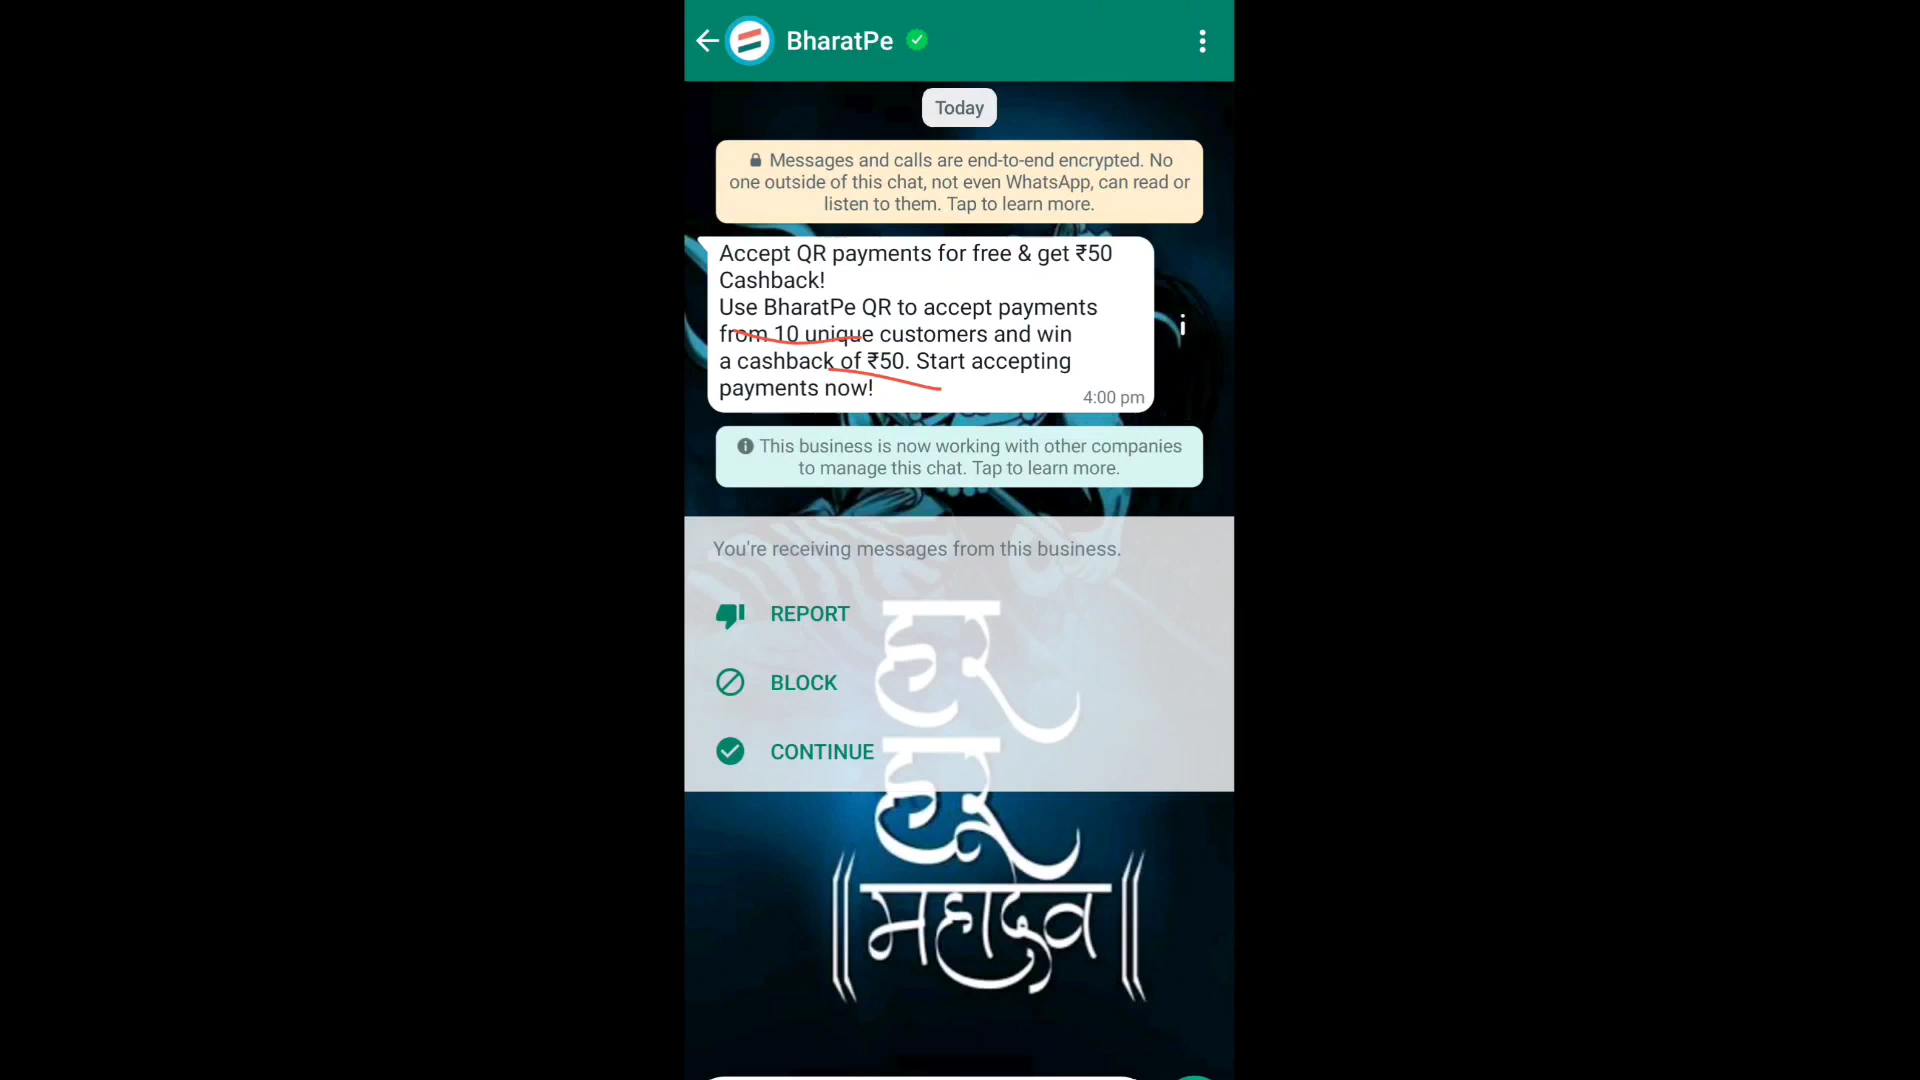 BharatPe
Today
Messages and calls are end-to-end encrypted. No
one outside of this chat, not even WhatsApp, can read or
listen to them. Tap to learn more.
Accept QR payments for free & get ₹50
Cashback!
Use BharatPe QR to accept payments
from 10 unique customers and win
a cashback of ₹50. Start accepting
payments now!
4:00 pm
This business is now working with other companies
to manage this chat. Tap to learn more.
You're receiving messages from this business.
REPORT
BLOCK
CONTINUE
हर
हर
॥महादेव॥